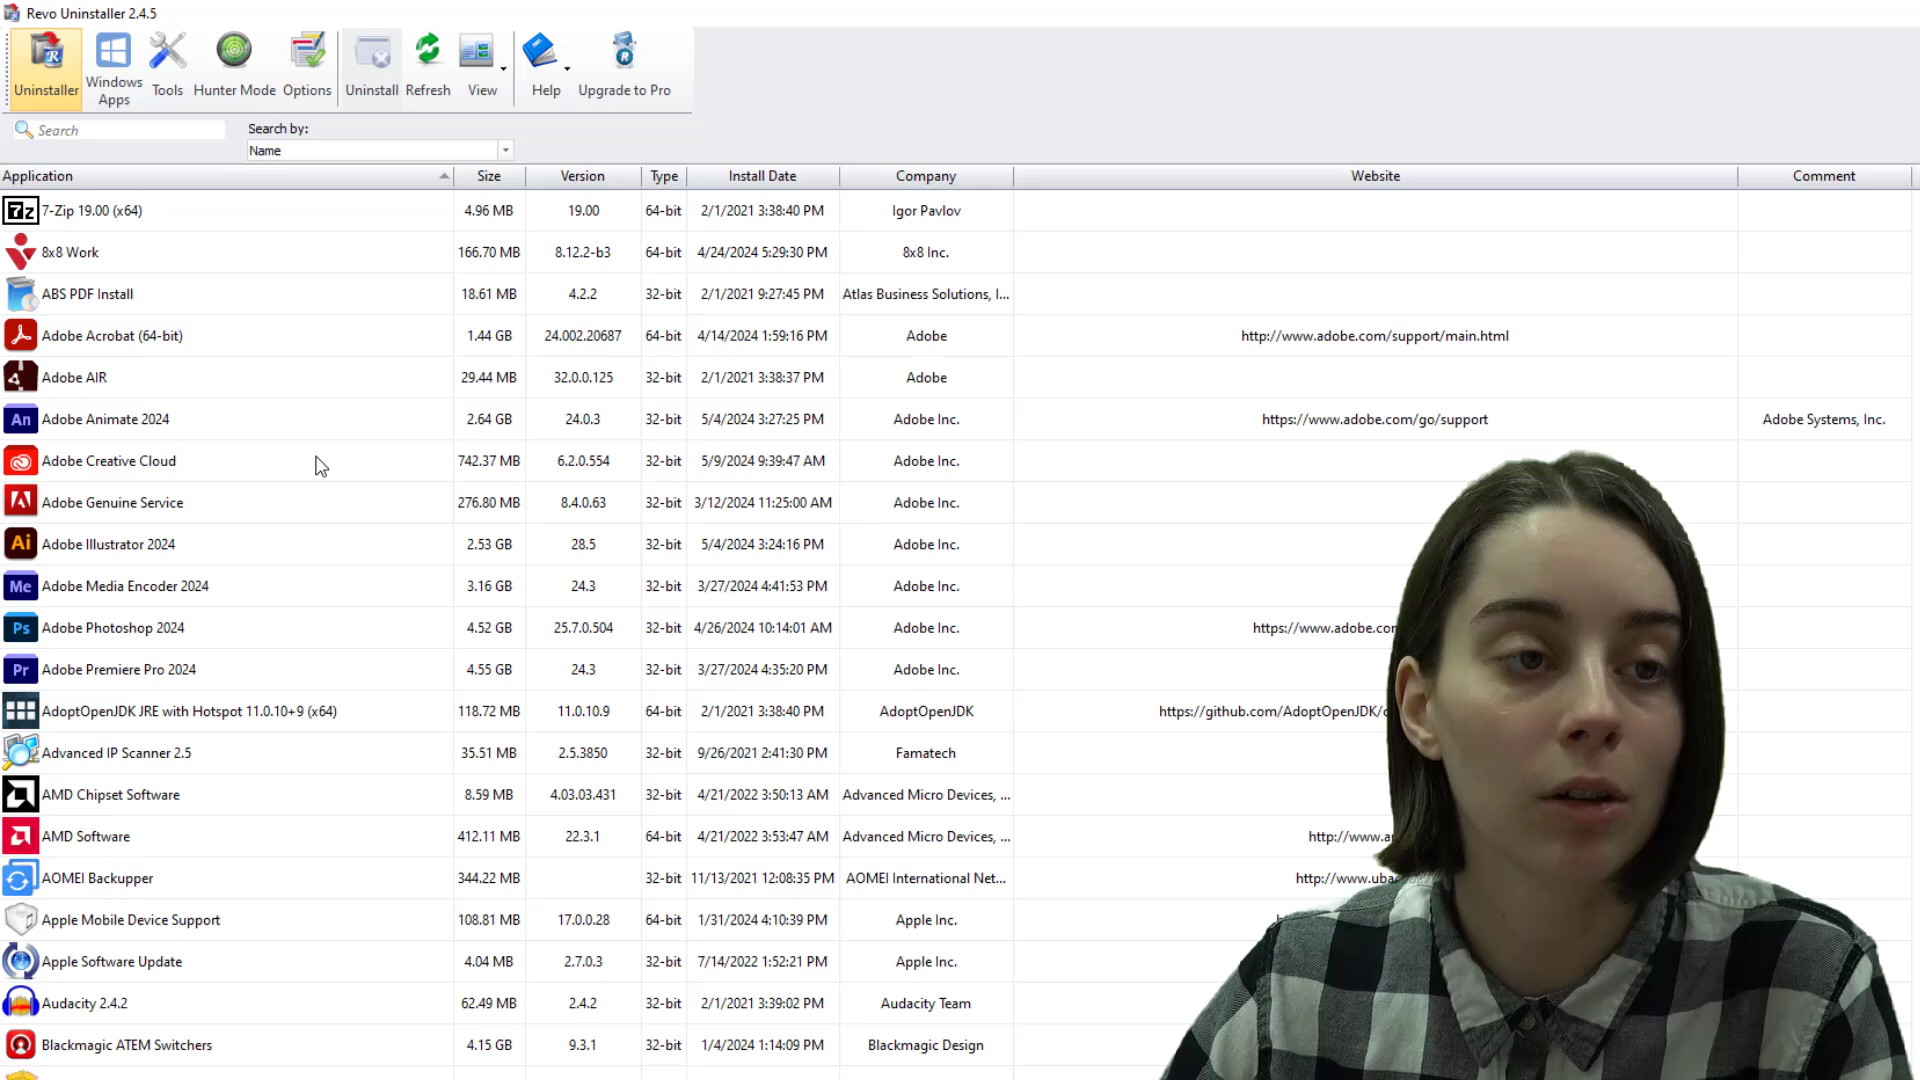 Revo Uninstaller 2.4.5
Uninstaller Windows Apps Tools Hunter Mode Options Uninstall Refresh View Help Upgrade to Pro
Search
Search by:
Name
Application Size Version Type Install Date Company Website Comment
7z 7-Zip 19.00 (x64) 4.96 MB 19.00 64-bit 2/1/2021 3:38:40 PM Igor Pavlov
8x8 Work 166.70 MB 8.12.2-b3 64-bit 4/24/2024 5:29:30 PM 8x8 Inc.
ABS PDF Install 18.61 MB 4.2.2 32-bit 2/1/2021 9:27:45 PM Atlas Business Solutions, I...
Adobe Acrobat (64-bit) 1.44 GB 24.002.20687 64-bit 4/14/2024 1:59:16 PM Adobe http://www.adobe.com/support/main.html
Adobe AIR 29.44 MB 32.0.0.125 32-bit 2/1/2021 3:38:37 PM Adobe
An Adobe Animate 2024 2.64 GB 24.0.3 32-bit 5/4/2024 3:27:25 PM Adobe Inc. https://www.adobe.com/go/support Adobe Systems, Inc.
Adobe Creative Cloud 742.37 MB 6.2.0.554 32-bit 5/9/2024 9:39:47 AM Adobe Inc.
Adobe Genuine Service 276.80 MB 8.4.0.63 32-bit 3/12/2024 11:25:00 AM Adobe Inc.
Ai Adobe Illustrator 2024 2.53 GB 28.5 32-bit 5/4/2024 3:24:16 PM Adobe Inc.
Me Adobe Media Encoder 2024 3.16 GB 24.3 32-bit 3/27/2024 4:41:53 PM Adobe Inc.
Ps Adobe Photoshop 2024 4.52 GB 25.7.0.504 32-bit 4/26/2024 10:14:01 AM Adobe Inc. https://www.adobe.cor
Pr Adobe Premiere Pro 2024 4.55 GB 24.3 32-bit 3/27/2024 4:35:20 PM Adobe Inc.
AdoptOpenJDK JRE with Hotspot 11.0.10+9 (x64) 118.72 MB 11.0.10.9 64-bit 2/1/2021 3:38:40 PM AdoptOpenJDK https://github.com/AdoptOpenJDK/
Advanced IP Scanner 2.5 35.51 MB 2.5.3850 32-bit 9/26/2021 2:41:30 PM Famatech
AMD Chipset Software 8.59 MB 4.03.03.431 32-bit 4/21/2022 3:50:13 AM Advanced Micro Devices, ...
AMD Software 412.11 MB 22.3.1 64-bit 4/21/2022 3:53:47 AM Advanced Micro Devices, ... http://www.a
AOMEI Backupper 344.22 MB 32-bit 11/13/2021 12:08:35 PM AOMEI International Net... http://www.uba
Apple Mobile Device Support 108.81 MB 17.0.0.28 64-bit 1/31/2024 4:10:39 PM Apple Inc.
Apple Software Update 4.04 MB 2.7.0.3 32-bit 7/14/2022 1:52:21 PM Apple Inc.
Audacity 2.4.2 62.49 MB 2.4.2 32-bit 2/1/2021 3:39:02 PM Audacity Team
Blackmagic ATEM Switchers 4.15 GB 9.3.1 32-bit 1/4/2024 1:14:09 PM Blackmagic Design